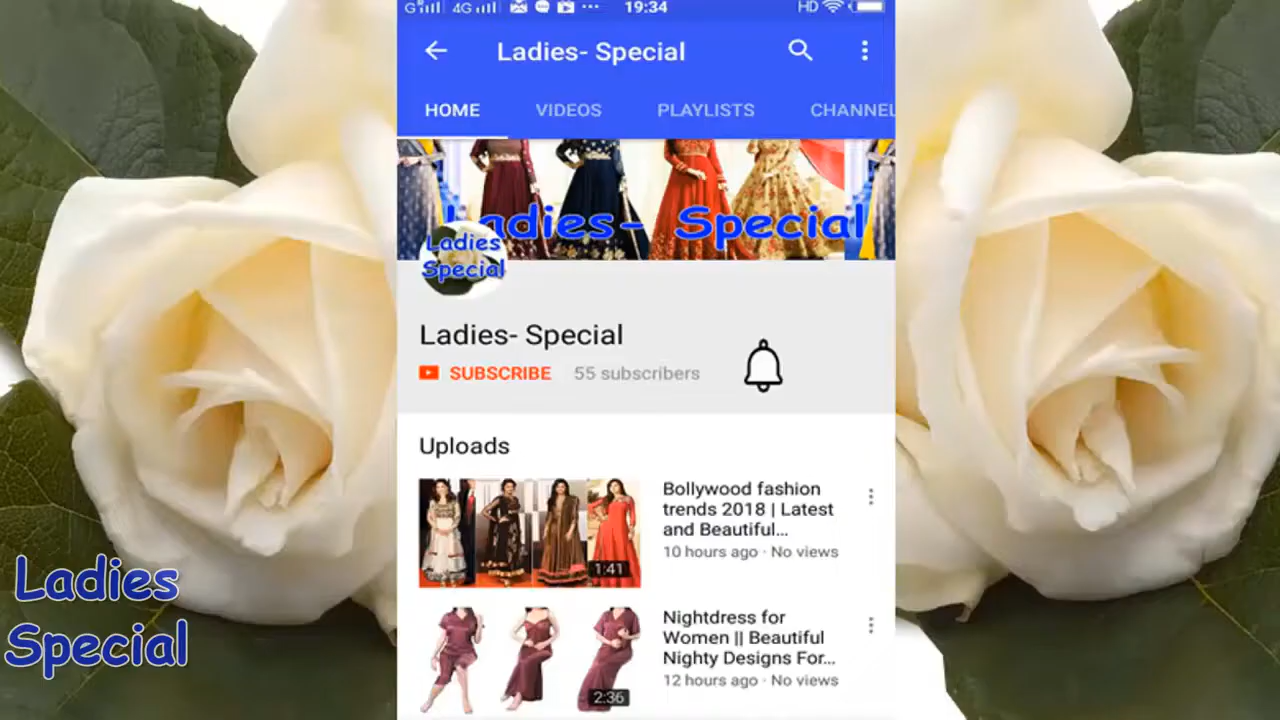 G 4G 19:34 HD
Ladies- Special
HOME VIDEOS PLAYLISTS CHANNEL
Ladies- Special
Ladies
Special
Ladies- Special
SUBSCRIBE 55 subscribers
Uploads
Bollywood fashion
trends 2018 | Latest
and Beautiful...
10 hours ago · No views
1:41
Nightdress for
Women || Beautiful
Nighty Designs For...
12 hours ago · No views
2:36
Ladies
Special